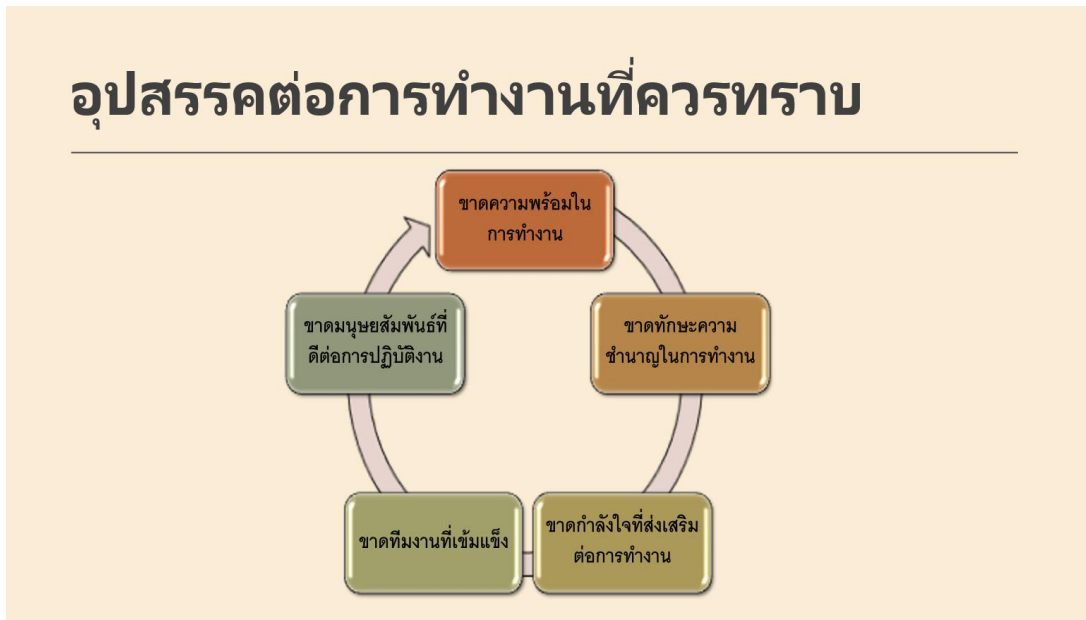 อุปสรรคต่อการทำงานที่ควรทราบ
ขาดความพร้อมใน
การทำงาน
ขาดทักษะความ
ชำนาญในการทำงาน
ขาดกำลังใจที่ส่งเสริม
ต่อการทำงาน
ขาดทีมงานที่เข้มแข็ง
ขาดมนุษยสัมพันธ์ที่
ดีต่อการปฏิบัติงาน